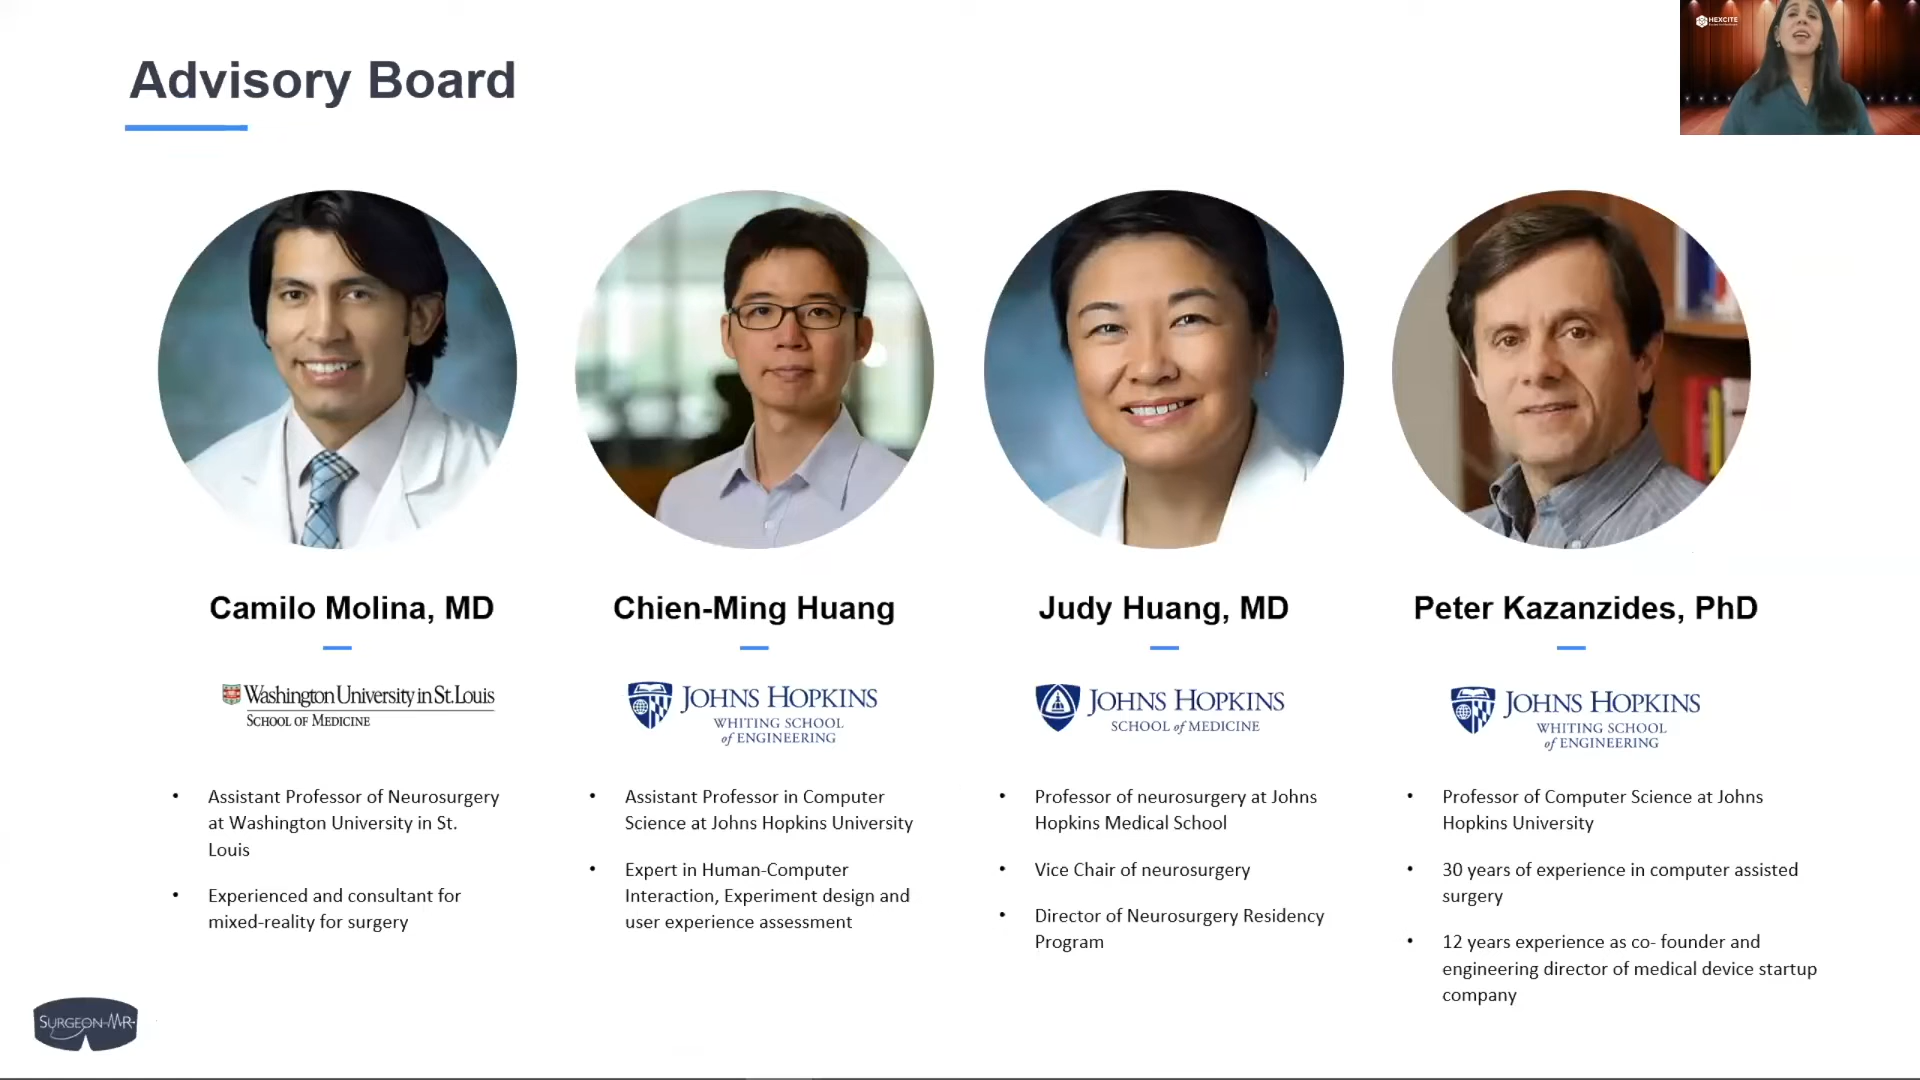 Advisory Board
HEXCITE
Camilo Molina, MD
Washington University in St. Louis
SCHOOL OF MEDICINE
• Assistant Professor of Neurosurgery
at Washington University in St.
Louis
• Experienced and consultant for
mixed-reality for surgery
Chien-Ming Huang
JOHNS HOPKINS
WHITING SCHOOL
of ENGINEERING
• Assistant Professor in Computer
Science at Johns Hopkins University
• Expert in Human-Computer
Interaction, Experiment design and
user experience assessment
Judy Huang, MD
JOHNS HOPKINS
SCHOOL of MEDICINE
• Professor of neurosurgery at Johns
Hopkins Medical School
• Vice Chair of neurosurgery
• Director of Neurosurgery Residency
Program
Peter Kazanzides, PhD
JOHNS HOPKINS
WHITING SCHOOL
of ENGINEERING
• Professor of Computer Science at Johns
Hopkins University
• 30 years of experience in computer assisted
surgery
• 12 years experience as co- founder and
engineering director of medical device startup
company
SURGEON-MR